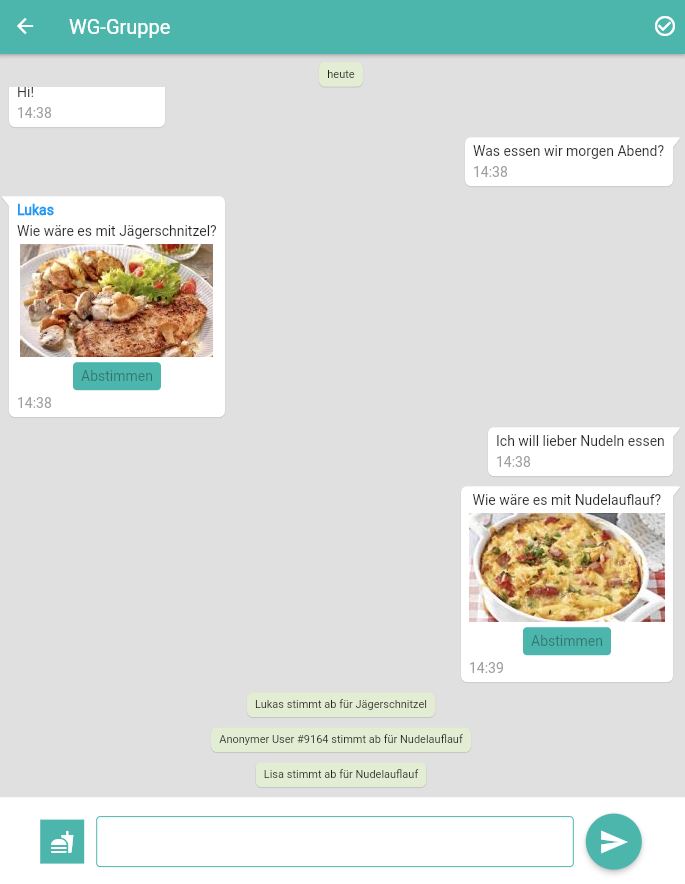 WG-Gruppe
heute
Hi!
14:38
Was essen wir morgen Abend?
14:38
Lukas
Wie wäre es mit Jägerschnitzel?
Abstimmen
14:38
Ich will lieber Nudeln essen
14:38
Wie wäre es mit Nudelauflauf?
Abstimmen
14:39
Lukas stimmt ab für Jägerschnitzel
Anonymer User #9164 stimmt ab für Nudelauflauf
Lisa stimmt ab für Nudelauflauf